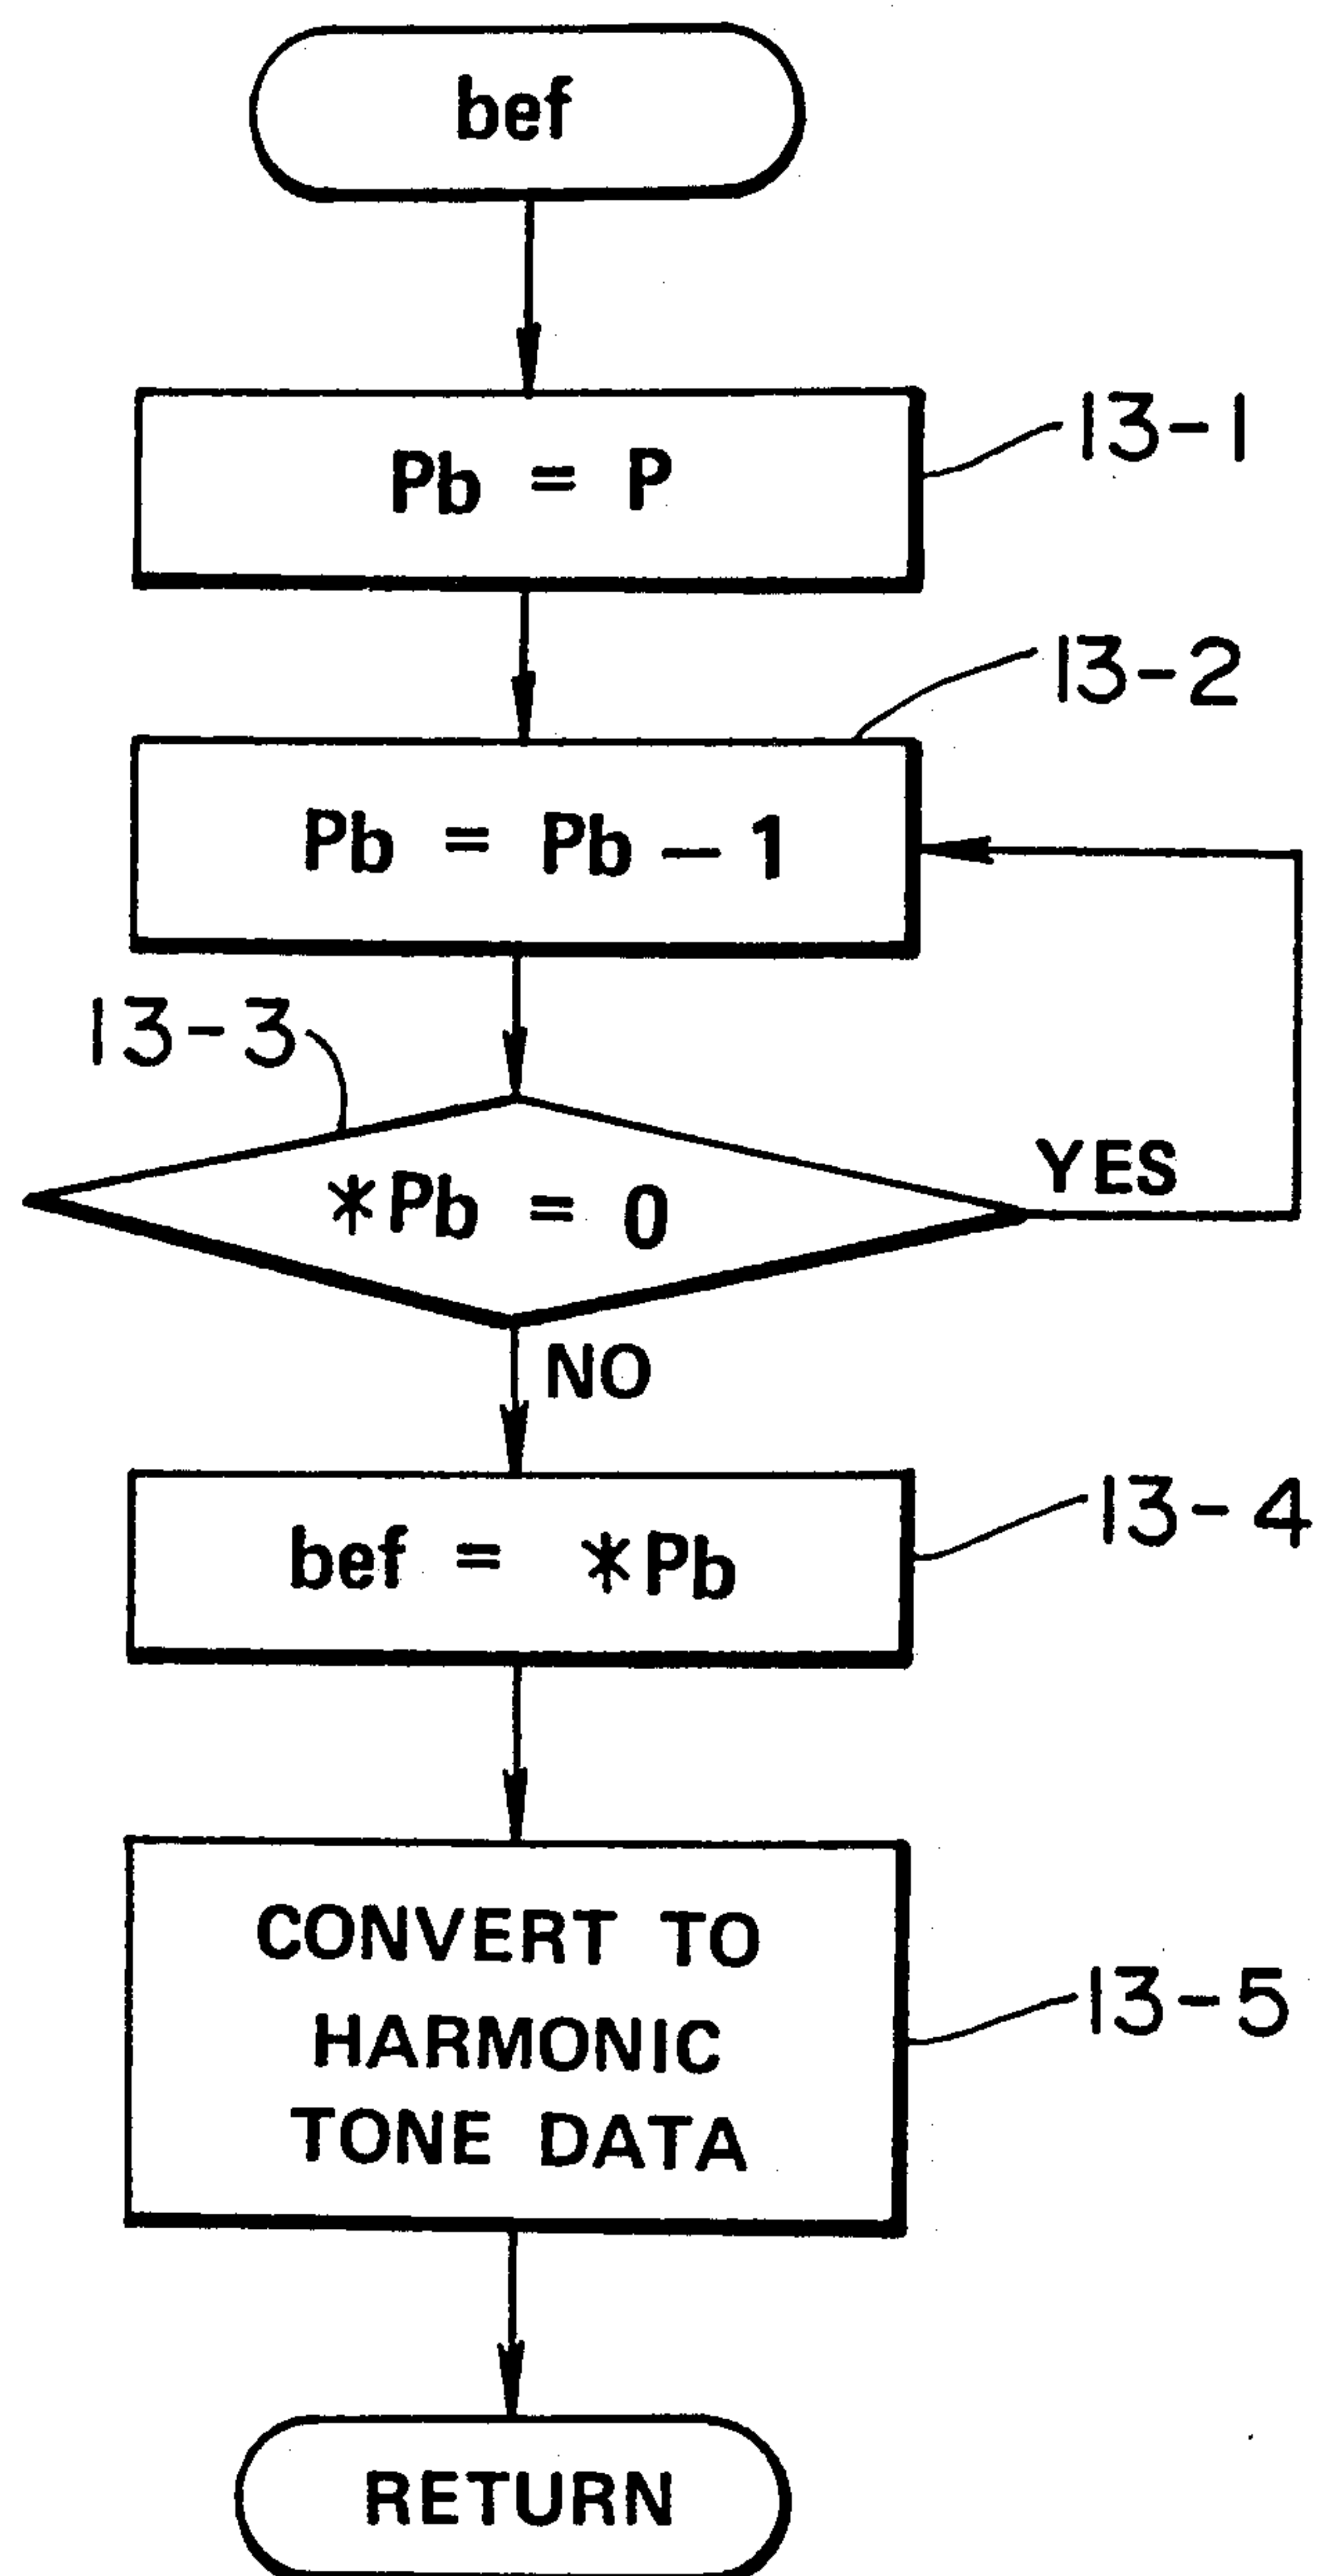 bef
Pb = P
13-1
13-2
Pb = Pb - 1
13-3
*Pb = 0
YES
NO
bef = *Pb
13-4
CONVERT TO
HARMONIC
TONE DATA
13-5
RETURN